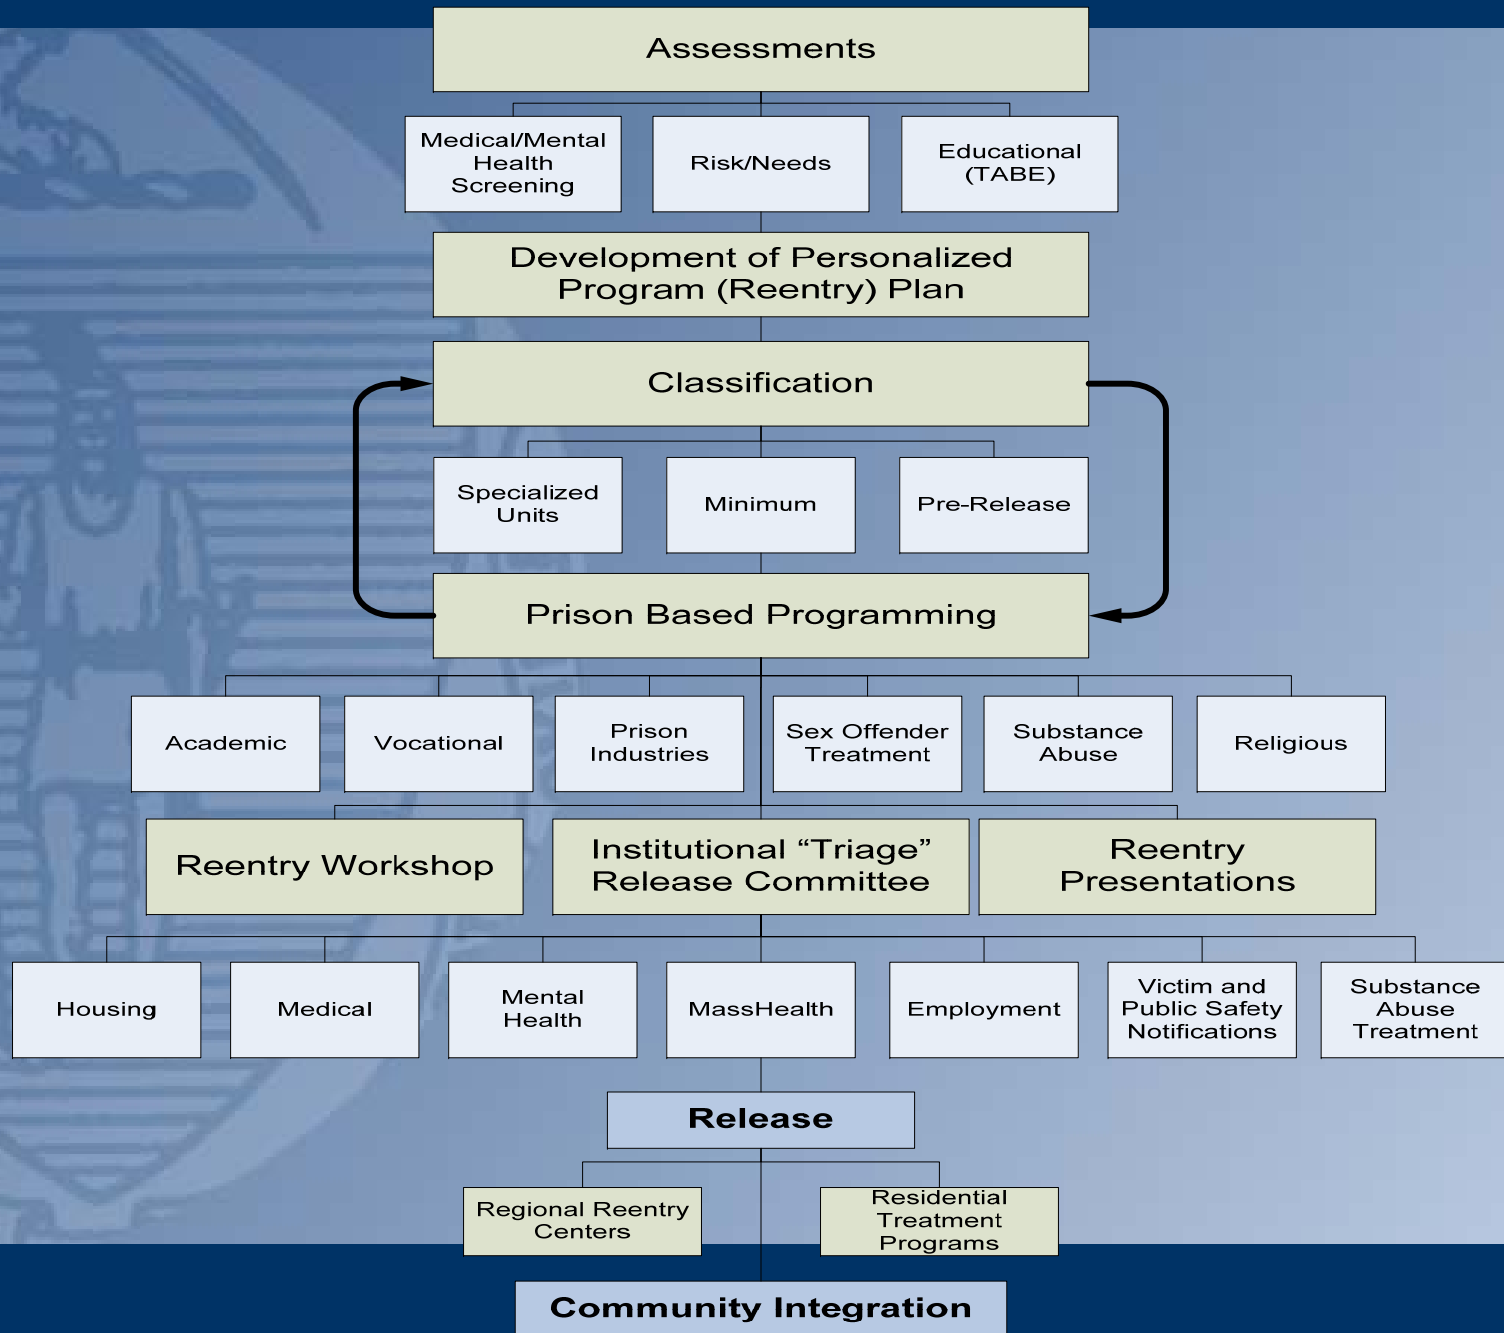 Assessments
Medical/Mental
Health
Screening
Risk/Needs
Educational
(TABE)
Development of Personalized
Program (Reentry) Plan
Classification
Specialized
Units
Minimum
Pre-Release
Prison Based Programming
Academic
Vocational
Prison
Industries
Sex Offender
Treatment
Substance
Abuse
Religious
Reentry Workshop
Institutional “Triage”
Release Committee
Reentry
Presentations
Housing
Medical
Mental
Health
MassHealth
Employment
Victim and
Public Safety
Notifications
Substance
Abuse
Treatment
Release
Regional Reentry
Centers
Residential
Treatment
Programs
Community Integration